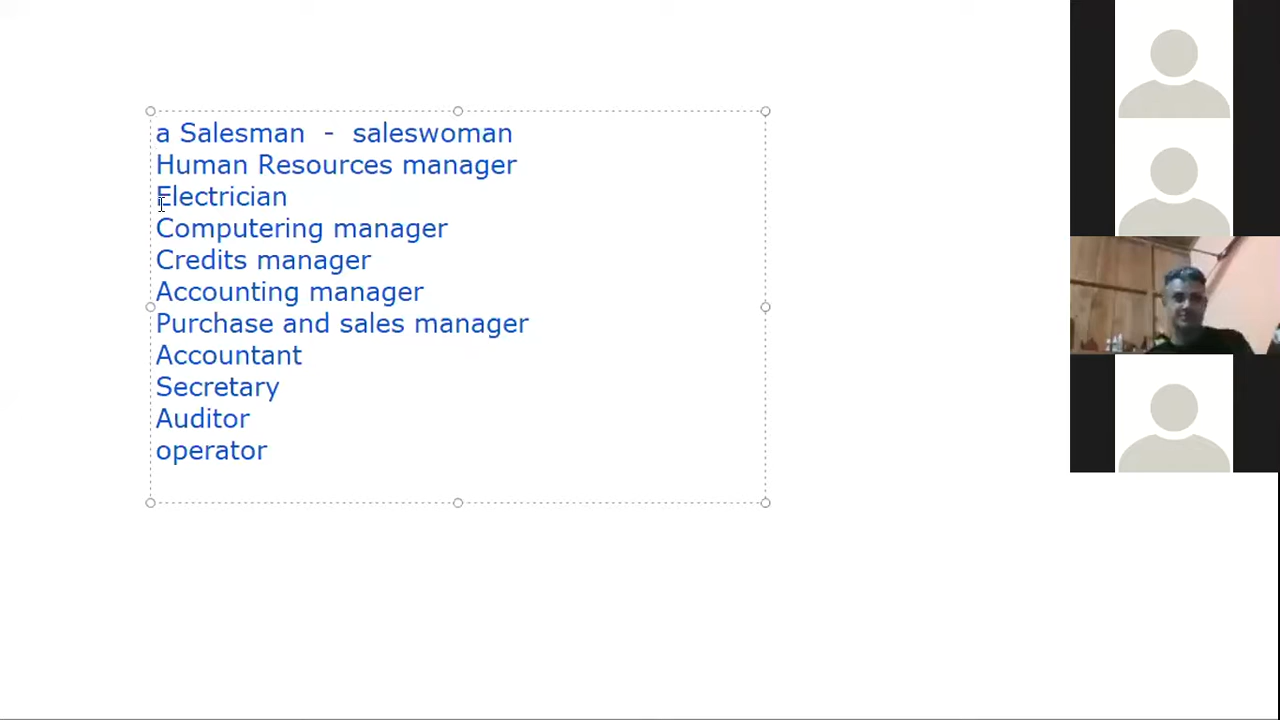 a Salesman - saleswoman
Human Resources manager
Electrician
Computering manager
Credits manager
Accounting manager
Purchase and sales manager
Accountant
Secretary
Auditor
operator